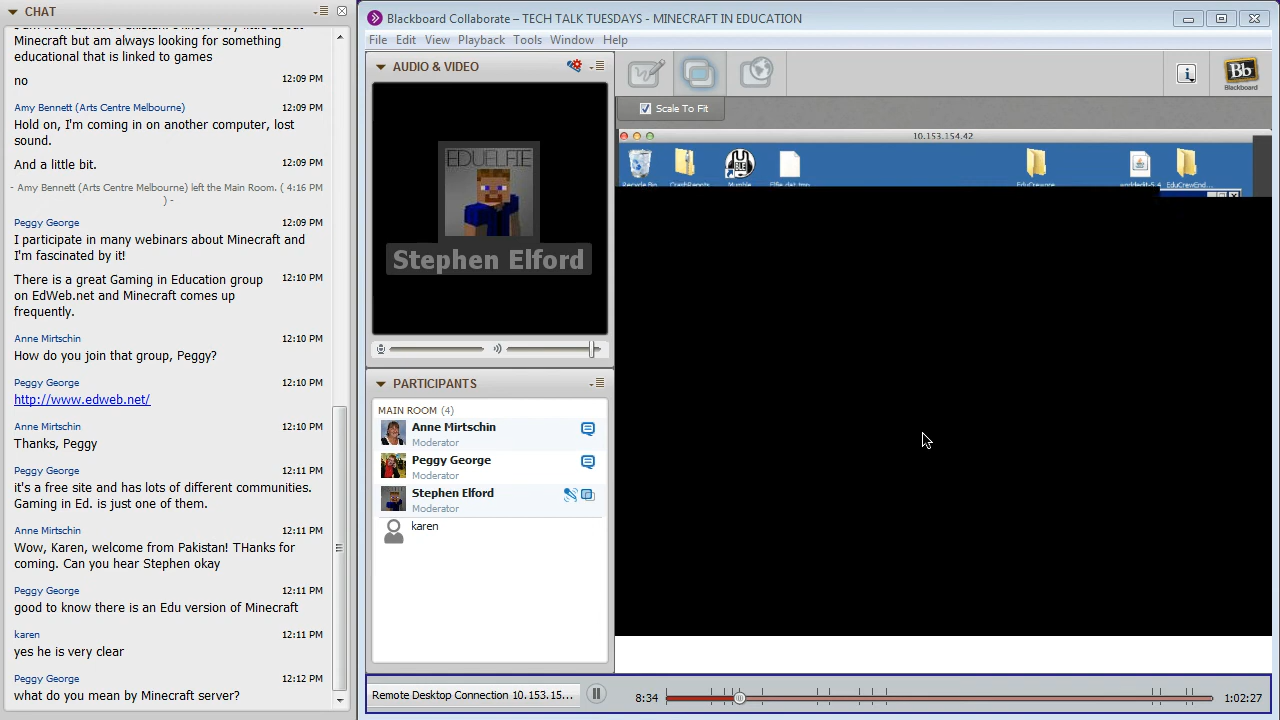 CHAT
Minecraft but am always looking for something
educational that is linked to games
no 12:09 PM
Amy Bennett (Arts Centre Melbourne) 12:09 PM
Hold on, I'm coming in on another computer, lost
sound.
And a little bit. 12:09 PM
- Amy Bennett (Arts Centre Melbourne) left the Main Room. ( 4:16 PM
) -
Peggy George 12:09 PM
I participate in many webinars about Minecraft and
I'm fascinated by it!
There is a great Gaming in Education group 12:10 PM
on EdWeb.net and Minecraft comes up
frequently.
Anne Mirtschin 12:10 PM
How do you join that group, Peggy?
Peggy George 12:10 PM
http://www.edweb.net/
Anne Mirtschin 12:10 PM
Thanks, Peggy
Peggy George 12:11 PM
it's a free site and has lots of different communities.
Gaming in Ed. is just one of them.
Anne Mirtschin 12:11 PM
Wow, Karen, welcome from Pakistan! THanks for
coming. Can you hear Stephen okay
Peggy George 12:11 PM
good to know there is an Edu version of Minecraft
karen 12:11 PM
yes he is very clear
Peggy George 12:12 PM
what do you mean by Minecraft server?
Blackboard Collaborate – TECH TALK TUESDAYS - MINECRAFT IN EDUCATION
File Edit View Playback Tools Window Help
AUDIO & VIDEO
EDUELFIE
Stephen Elford
PARTICIPANTS
MAIN ROOM (4)
Anne Mirtschin
Moderator
Peggy George
Moderator
Stephen Elford
Moderator
karen
Bb
Blackboard
Scale To Fit
10.153.154.42
Recycle Bin CrashReports Mumble Elfie_dat.tmp EduCrewpre worldedit-5.4 EduCrewEnd...
Remote Desktop Connection 10.153.15... 8:34 1:02:27